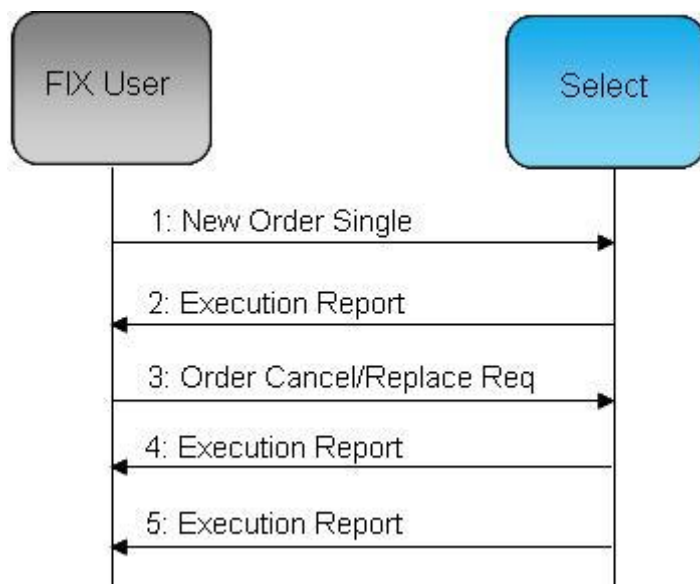 FIX User
Select
1: New Order Single
2: Execution Report
3: Order Cancel/Replace Req
4: Execution Report
5: Execution Report